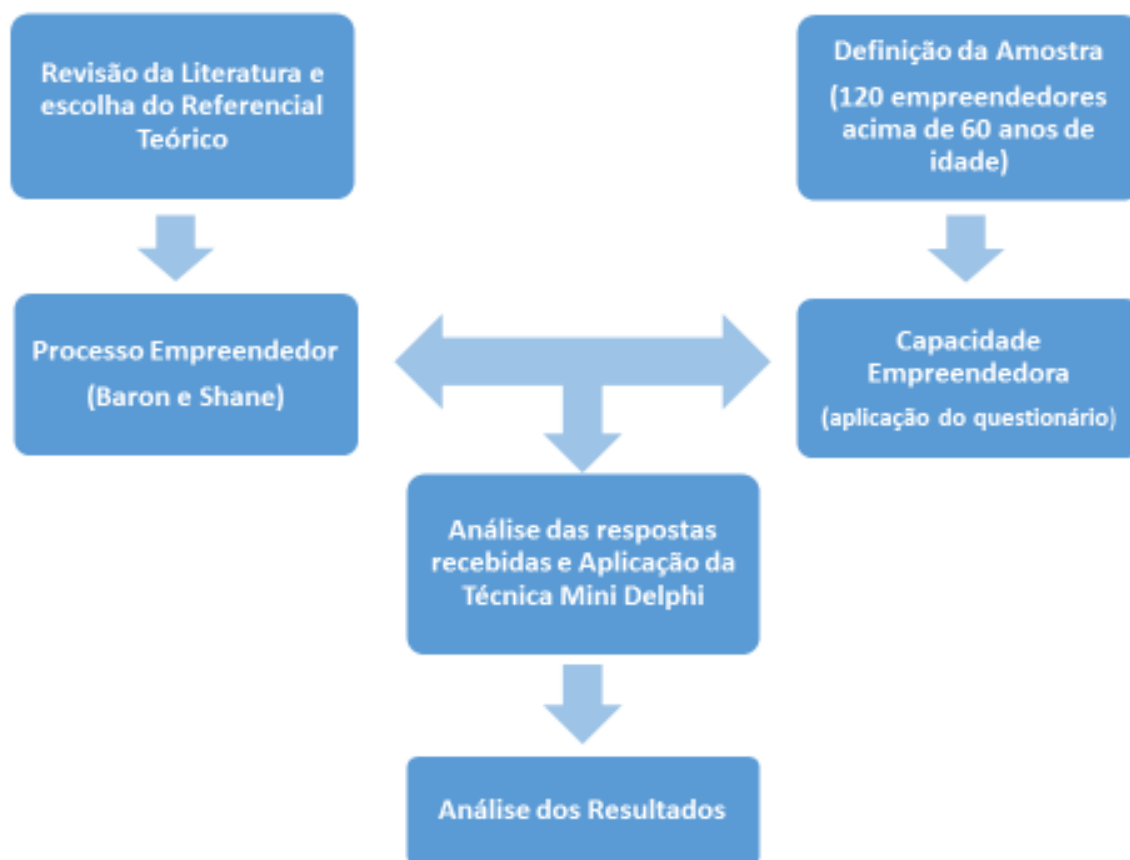 Revisão da Literatura e
escolha do Referencial
Teórico
Definição da Amostra
(120 empreendedores
acima de 60 anos de
idade)
Processo Empreendedor
(Baron e Shane)
Capacidade
Empreendedora
(aplicação do questionário)
Análise das respostas
recebidas e Aplicação da
Técnica Mini Delphi
Análise dos Resultados